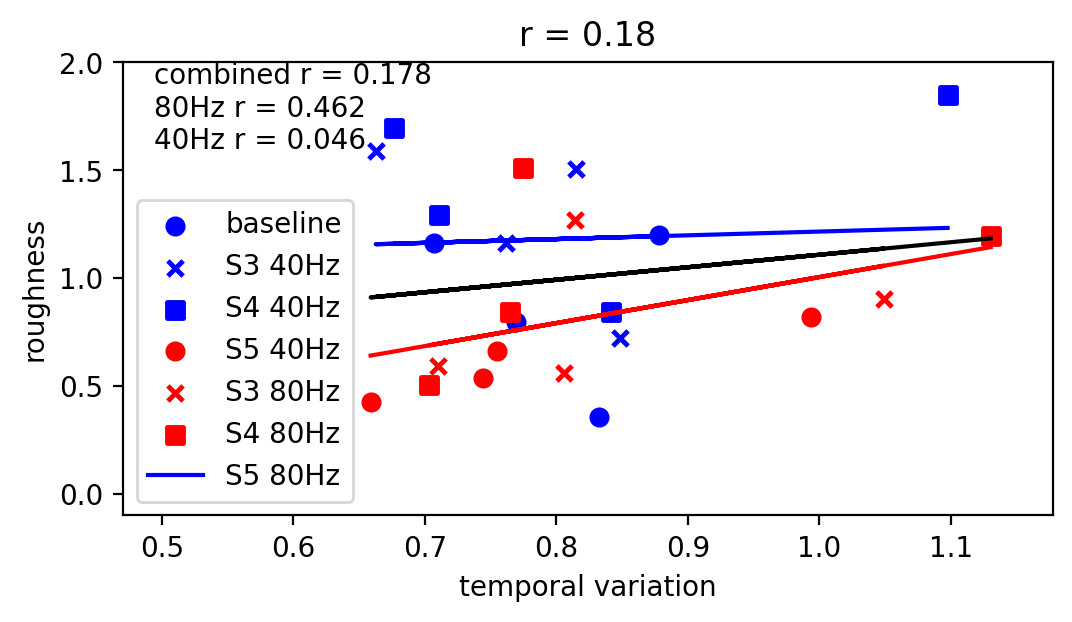 r = 0.18
combined r = 0.178
80Hz r = 0.462
40Hz r = 0.046
baseline
S3 40Hz
S4 40Hz
S5 40Hz
S3 80Hz
S4 80Hz
S5 80Hz
roughness
2.0
1.5
1.0
0.5
0.0
0.5 0.6 0.7 0.8 0.9 1.0 1.1
temporal variation